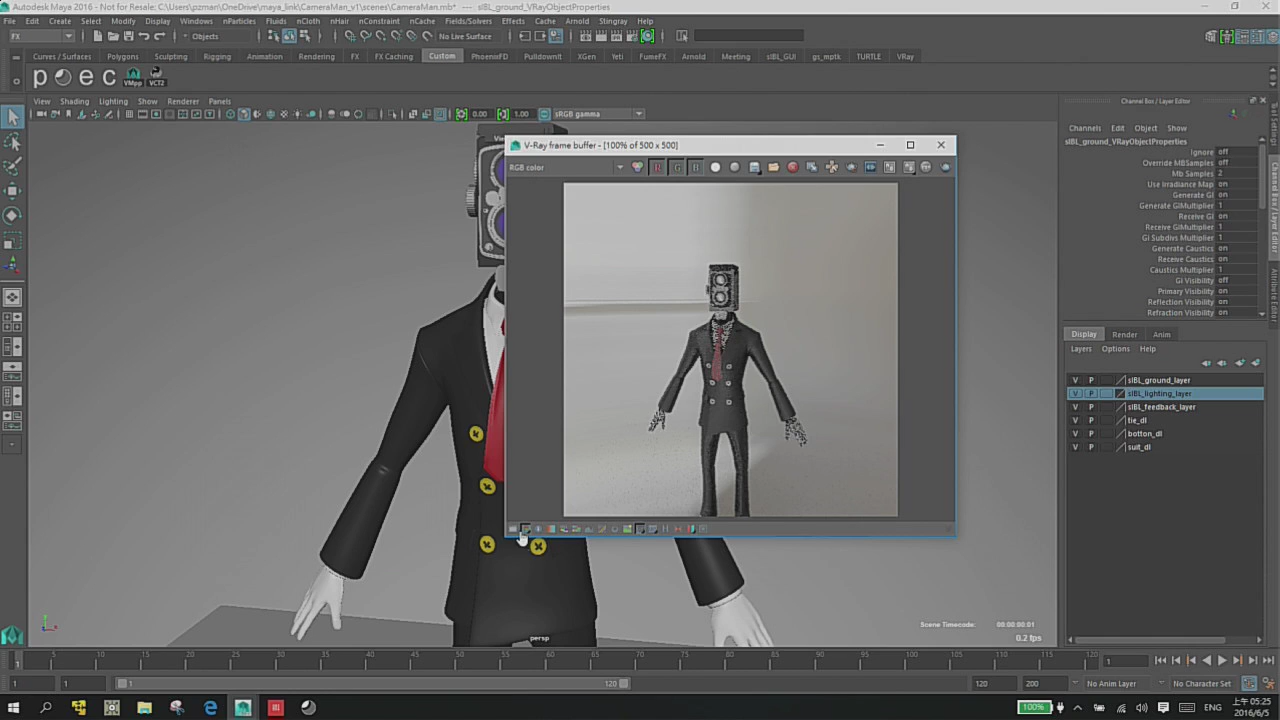 Autodesk Maya 2016 - Not for Resale: C:\Users\pzman\OneDrive\maya_link\CameraMan_v1\scenes\CameraMan.mb* --- sIBL_ground_VRayObjectProperties
File Edit Create Select Modify Display Windows nParticles Fluids nCloth nHair nConstraint nCache Fields/Solvers Effects Cache Arnold Stingray Help
FX Objects No Live Surface
Curves / Surfaces Polygons Sculpting Rigging Animation Rendering FX FX Caching Custom PhoenixFD PulldownIt XGen Yeti FumeFX Arnold Meeting sIBL_GUI gs_mptk TURTLE VRay
p e c VMpp VCT2
View Shading Lighting Show Renderer Panels
0.00 1.00 sRGB gamma
Channel Box / Layer Editor
Channels Edit Object Show
sIBL_ground_VRayObjectProperties
Ignore off
Override MBSamples off
Mb Samples 2
Use Irradiance Map on
Generate GI on
Generate GIMultiplier 1
Receive GI on
Receive GIMultiplier 1
Gi Subdivs Multiplier 1
Generate Caustics on
Receive Caustics on
Caustics Multiplier 1
Gi Visibility off
Primary Visibility on
Reflection Visibility on
Refraction Visibility on
Channel Box / Layer Editor
Attribute Editor
V-Ray frame buffer - [100% of 500 x 500]
RGB color
R G B
Display Render Anim
Layers Options Help
V P sIBL_ground_layer
V P sIBL_lighting_layer
V P sIBL_feedback_layer
V P tie_dl
V P botton_dl
V P suit_dl
persp
Scene Timecode: 00:00:00:01
0.2 fps
5 10 15 20 25 30 35 40 45 50 55 60 65 70 75 80 85 90 95 100 105 110 115 120
1 1
1 1 1 120 120 200 No Anim Layer No Character Set
100% ENG 上午 05:25
2016/6/5